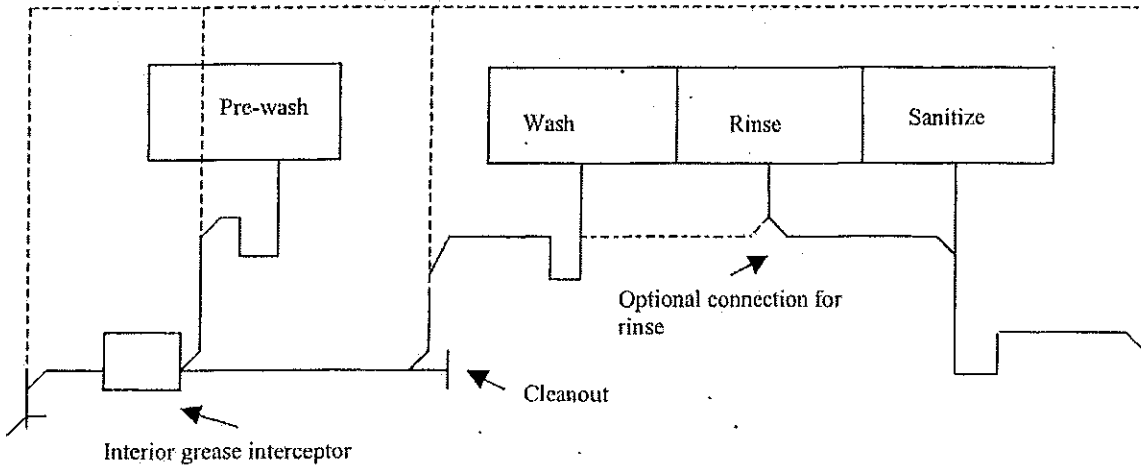 Pre-wash
Wash
Rinse
Sanitize
Optional connection for
rinse
Cleanout
Interior grease interceptor